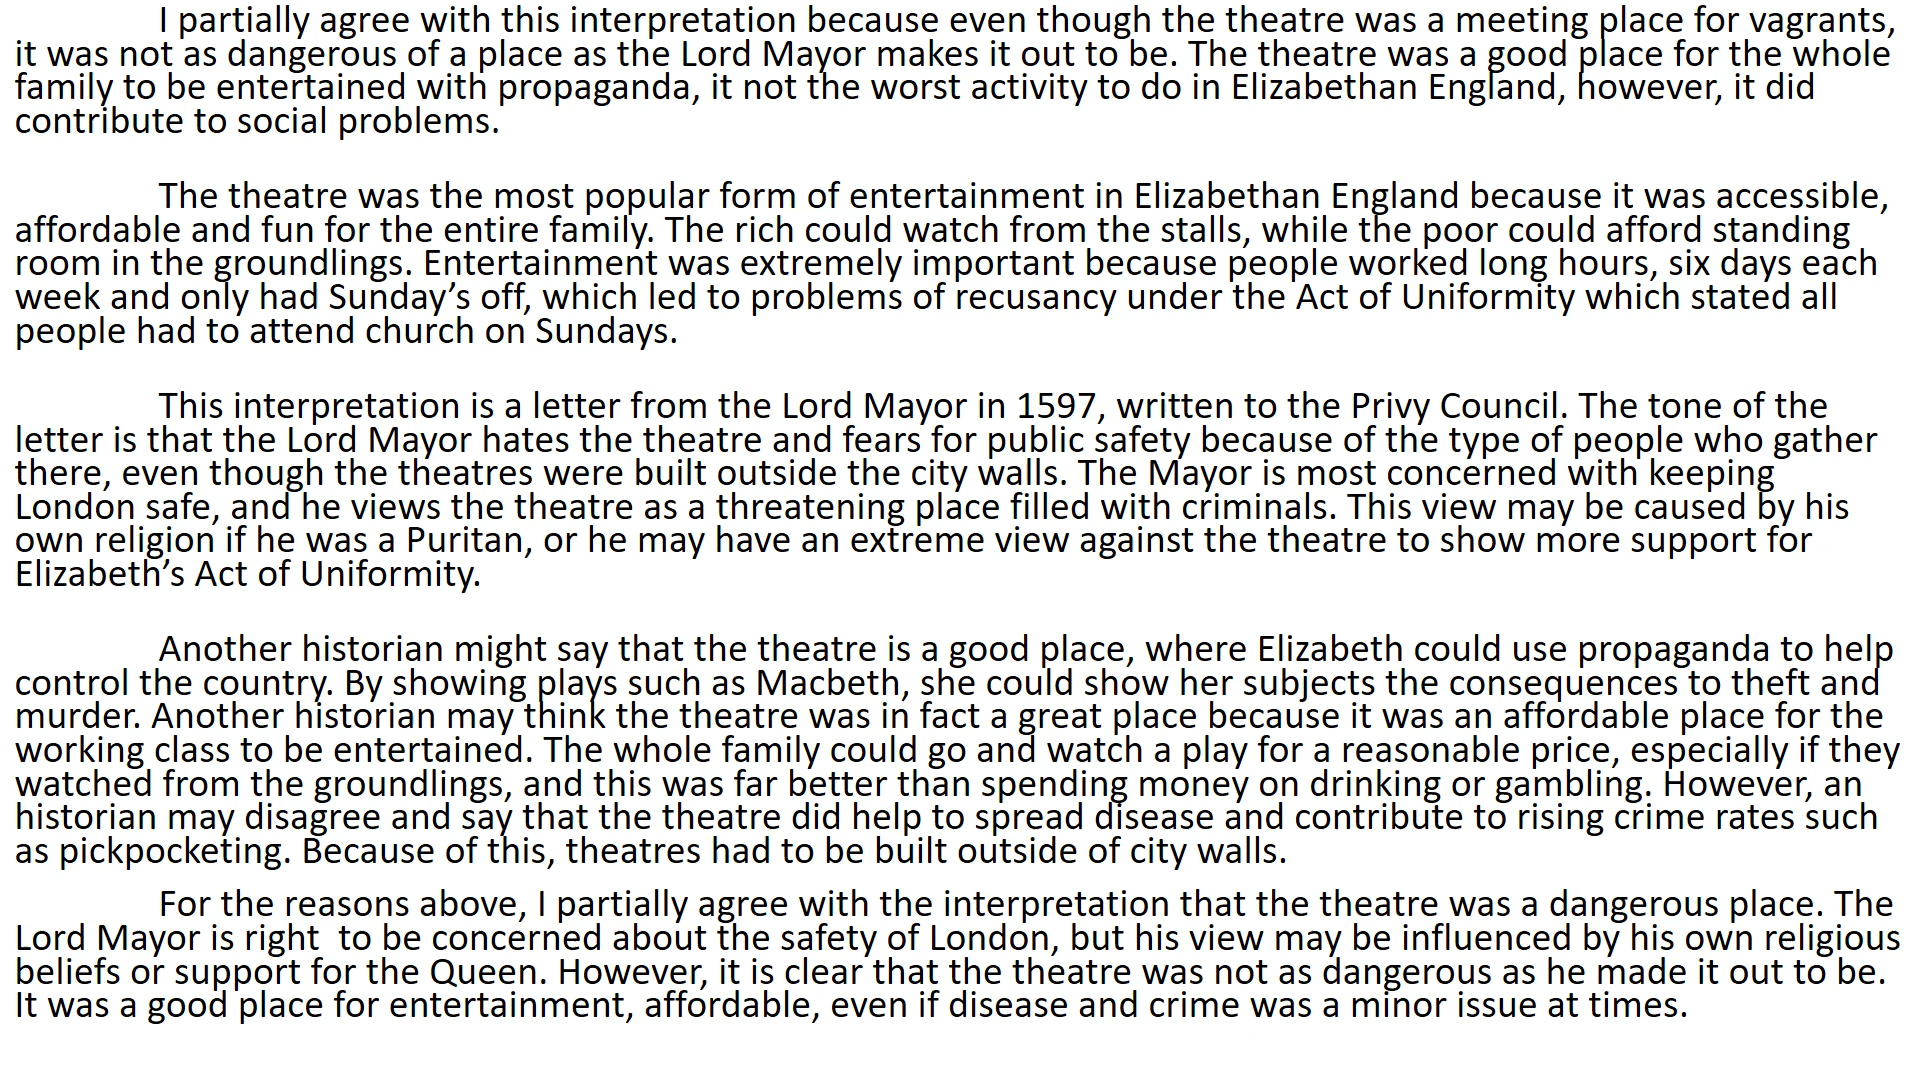 I partially agree with this interpretation because even though the theatre was a meeting place for vagrants,
it was not as dangerous of a place as the Lord Mayor makes it out to be. The theatre was a good place for the whole
family to be entertained with propaganda, it not the worst activity to do in Elizabethan England, however, it did
contribute to social problems.
The theatre was the most popular form of entertainment in Elizabethan England because it was accessible,
affordable and fun for the entire family. The rich could watch from the stalls, while the poor could afford standing
room in the groundlings. Entertainment was extremely important because people worked long hours, six days each
week and only had Sunday’s off, which led to problems of recusancy under the Act of Uniformity which stated all
people had to attend church on Sundays.
This interpretation is a letter from the Lord Mayor in 1597, written to the Privy Council. The tone of the
letter is that the Lord Mayor hates the theatre and fears for public safety because of the type of people who gather
there, even though the theatres were built outside the city walls. The Mayor is most concerned with keeping
London safe, and he views the theatre as a threatening place filled with criminals. This view may be caused by his
own religion if he was a Puritan, or he may have an extreme view against the theatre to show more support for
Elizabeth’s Act of Uniformity.
Another historian might say that the theatre is a good place, where Elizabeth could use propaganda to help
control the country. By showing plays such as Macbeth, she could show her subjects the consequences to theft and
murder. Another historian may think the theatre was in fact a great place because it was an affordable place for the
working class to be entertained. The whole family could go and watch a play for a reasonable price, especially if they
watched from the groundlings, and this was far better than spending money on drinking or gambling. However, an
historian may disagree and say that the theatre did help to spread disease and contribute to rising crime rates such
as pickpocketing. Because of this, theatres had to be built outside of city walls.
For the reasons above, I partially agree with the interpretation that the theatre was a dangerous place. The
Lord Mayor is right  to be concerned about the safety of London, but his view may be influenced by his own religious
beliefs or support for the Queen. However, it is clear that the theatre was not as dangerous as he made it out to be.
It was a good place for entertainment, affordable, even if disease and crime was a minor issue at times.